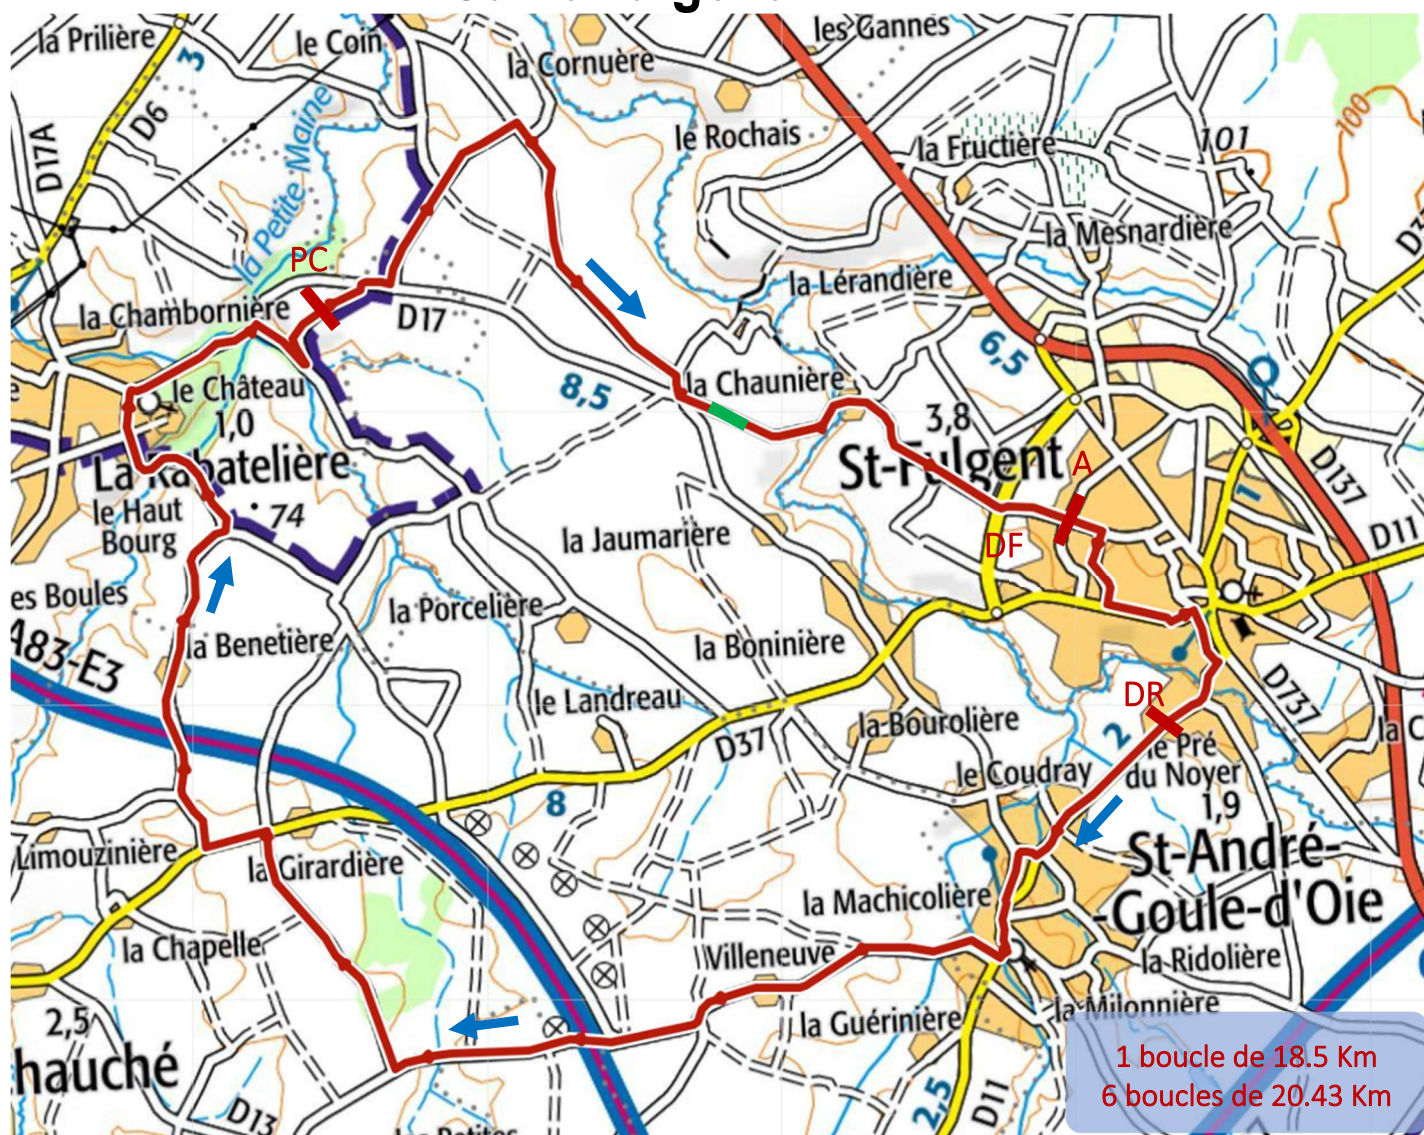 la Prilière
3
le Coin
la Cornuère
les Gannes
D6
D17A
la Petite Maine
le Rochais
la Fructière
101
100
la Mesnardière
PC
la Lérandière
la Chambornière
D17
6,5
8,5
la Chaunière
le Château
1,0
3,8
St-Fulgent
A
La Rabatelière
D137
1
74
le Haut
Bourg
la Jaumarière
DF
D11
es Boules
la Porcelière
la Benetière
la Boninière
A83-E3
le Landreau
DR
D737
D37
la Bourolière
2
le Pré
du Noyer
le Coudray
8
1,9
Limouzinière
la Girardière
St-André-
-Goule-d'Oie
la Machicolière
la Chapelle
Villeneuve
la Ridolière
la Guérinière
la Milonnière
2,5
hauché
D13
2,5
D11
1 boucle de 18.5 Km
6 boucles de 20.43 Km